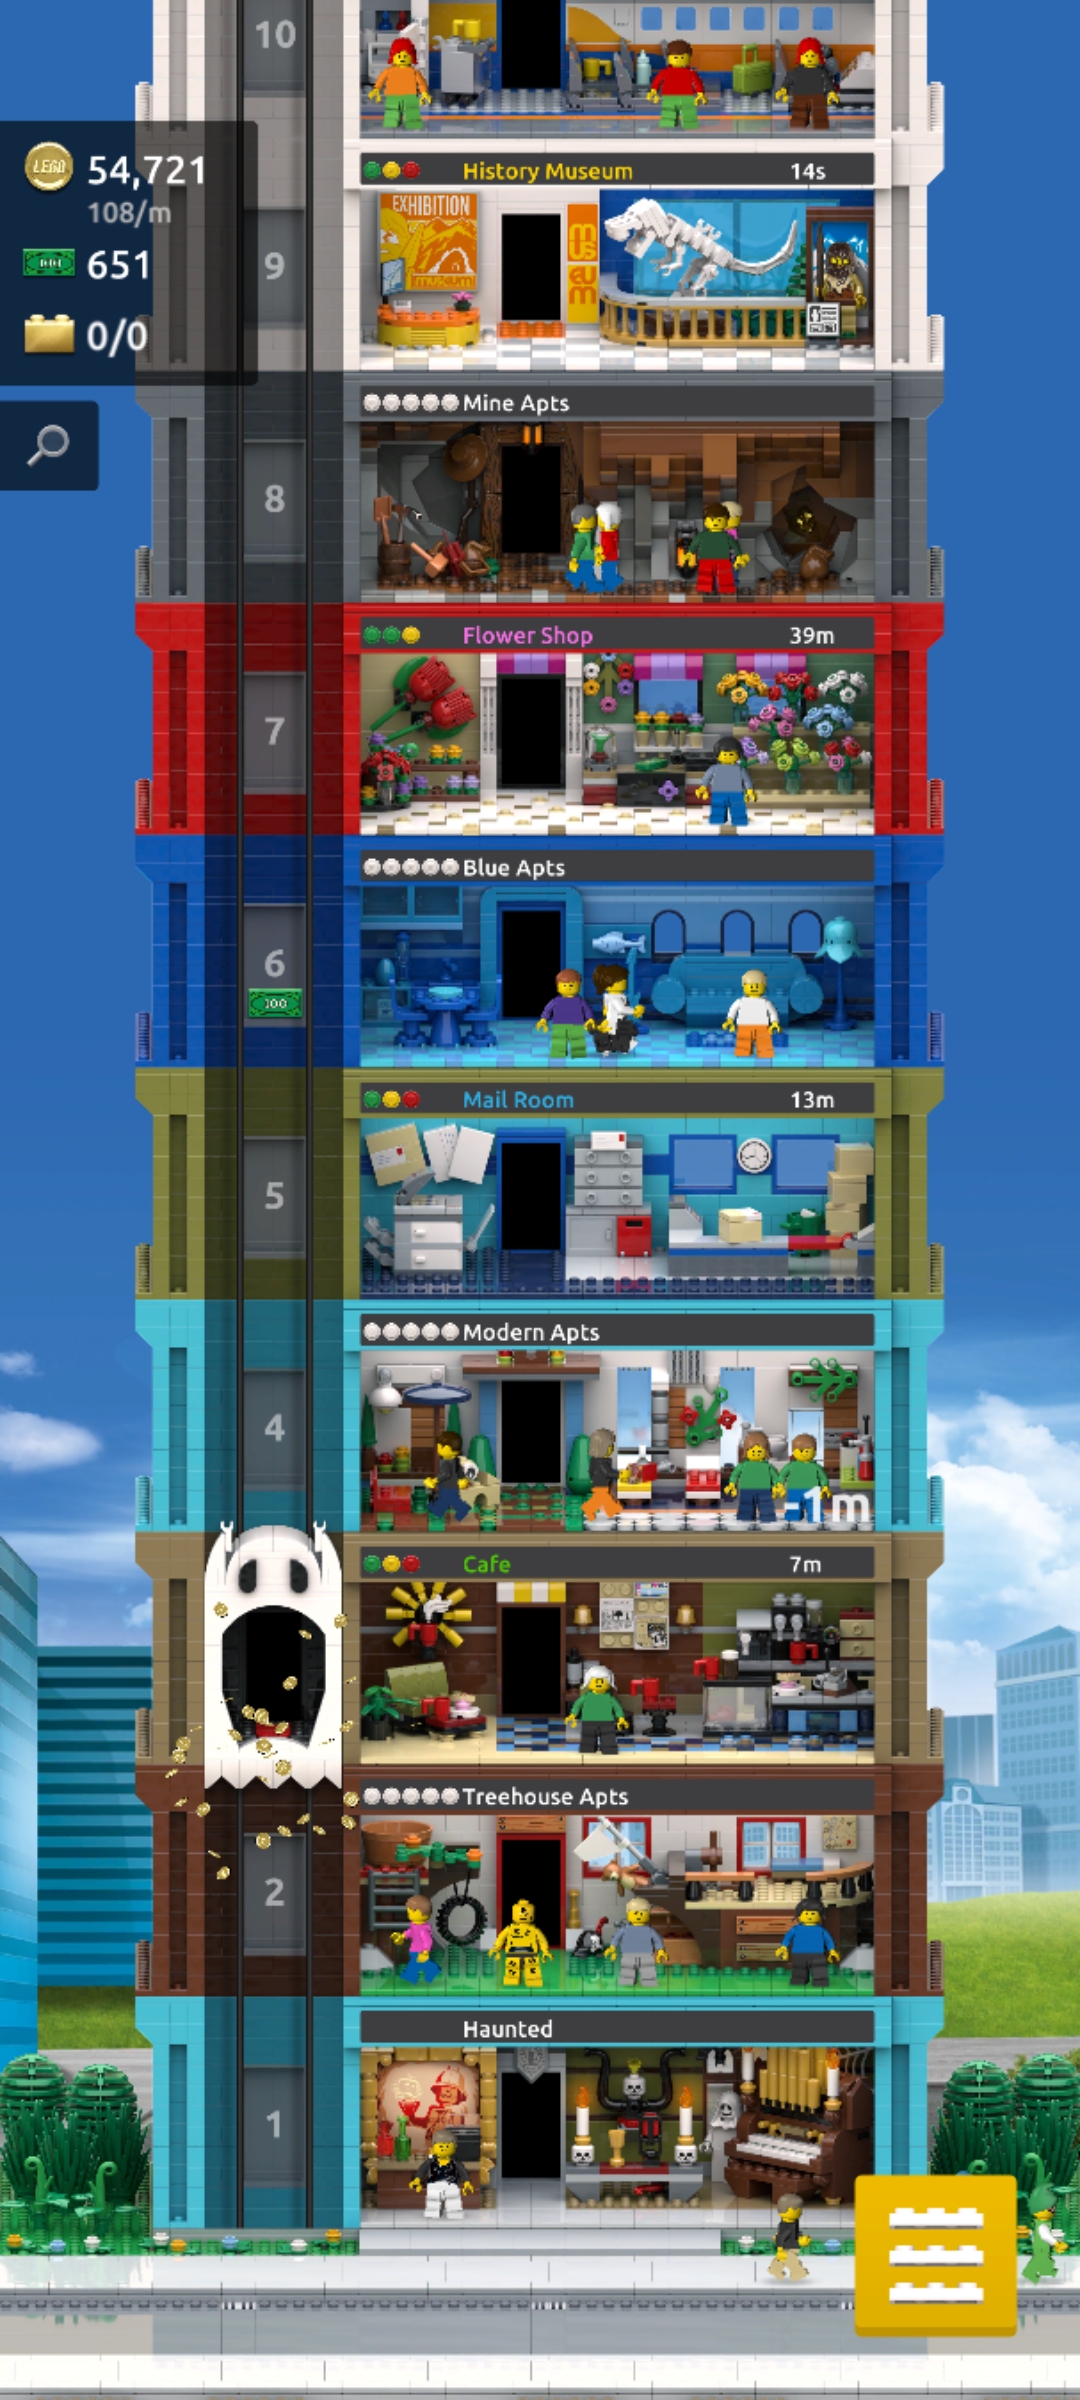 10
LEGO
54,721
108/m
651
0/0
History Museum 14s
EXHIBITION
museum
mus
eum
9
Mine Apts
8
Flower Shop 39m
7
Blue Apts
6
100
Mail Room 13m
5
Modern Apts
4
-1m
Cafe 7m
Treehouse Apts
2
Haunted
1